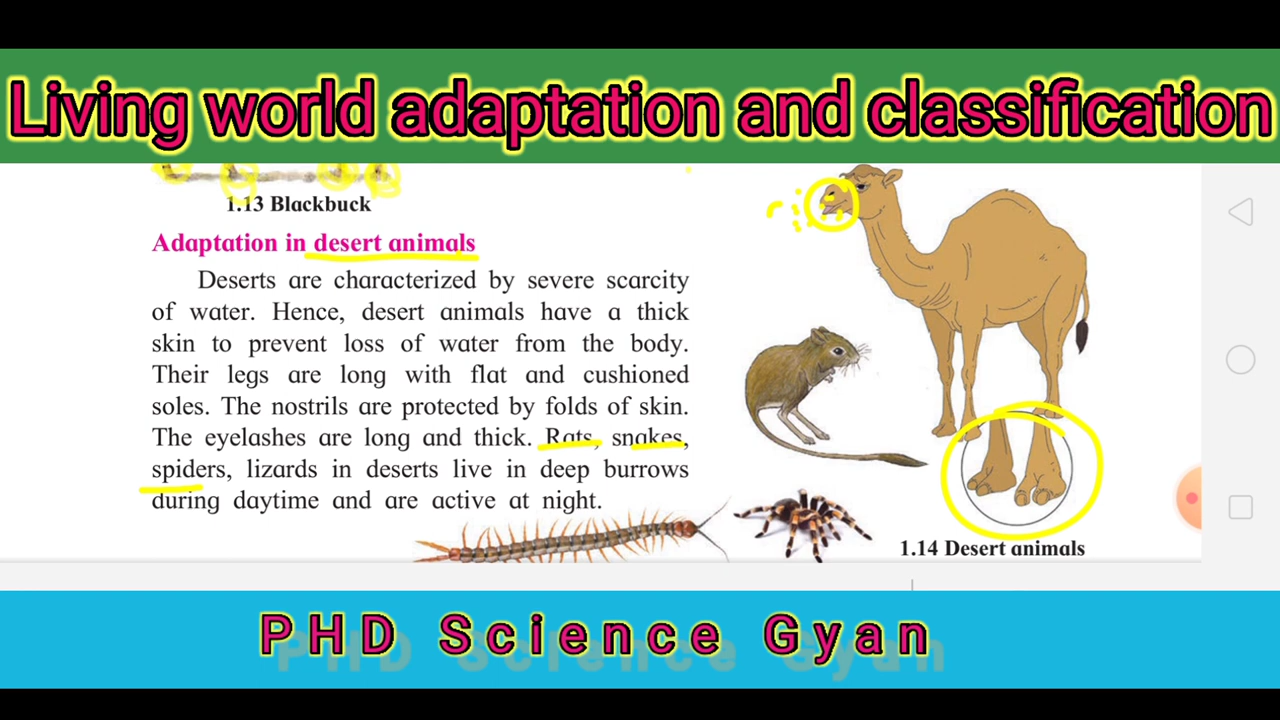 Living world adaptation and classification
1.13 Blackbuck
Adaptation in desert animals
Deserts are characterized by severe scarcity
of water. Hence, desert animals have a thick
skin to prevent loss of water from the body.
Their legs are long with flat and cushioned
soles. The nostrils are protected by folds of skin.
The eyelashes are long and thick. Rats, snakes,
spiders, lizards in deserts live in deep burrows
during daytime and are active at night.
1.14 Desert animals
PHD Science Gyan